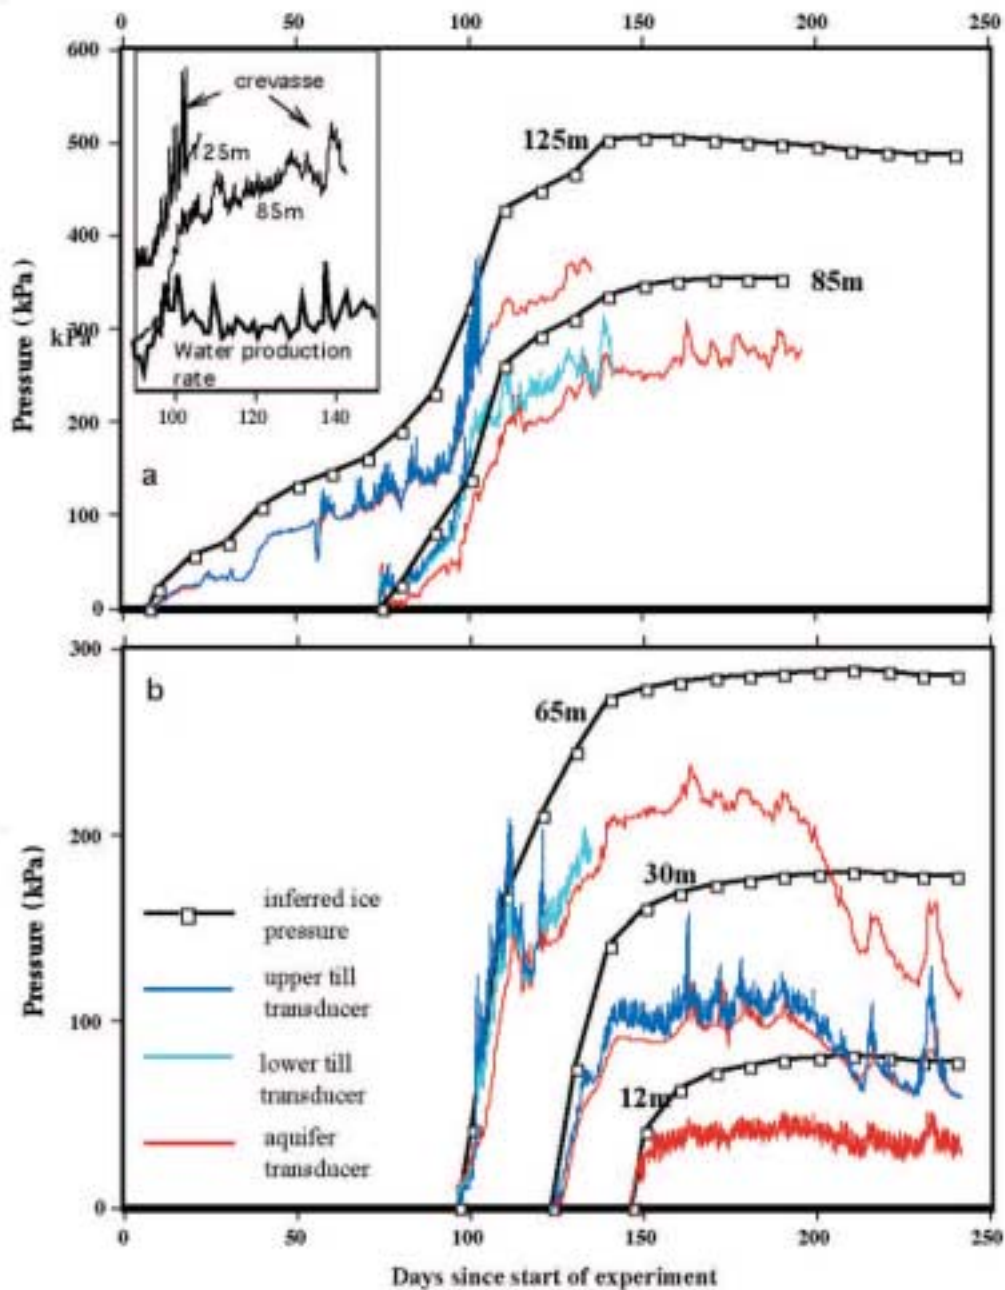 0 50 100 150 200 250
600
500
400
300
200
100
0
Pressure (kPa)
kPa
crevasse
125m
85m
Water production
rate
100 120 140
a
125m
85m
300
200
100
0
Pressure (kPa)
b
65m
30m
12m
inferred ice
pressure
upper till
transducer
lower till
transducer
aquifer
transducer
0 50 100 150 200 250
Days since start of experiment